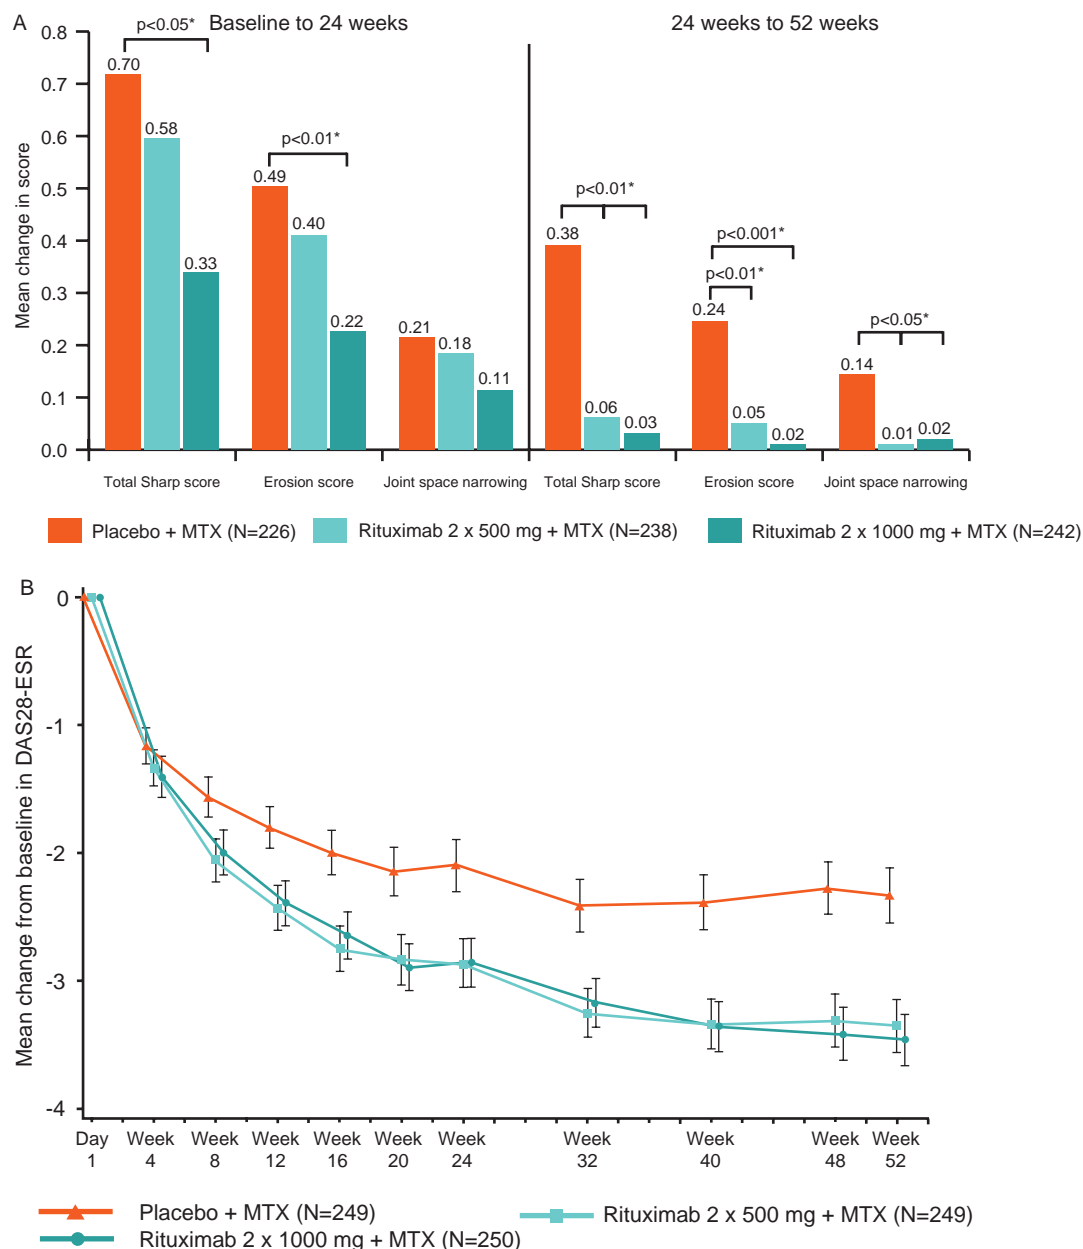 A
Baseline to 24 weeks
24 weeks to 52 weeks
Mean change in score
0.8
0.7
0.6
0.5
0.4
0.3
0.2
0.1
0.0
p<0.05*
0.70
0.58
0.33
p<0.01*
0.49
0.40
0.22
0.21
0.18
0.11
p<0.01*
0.38
0.06
0.03
p<0.001*
p<0.01*
0.24
0.05
0.02
p<0.05*
0.14
0.01
0.02
Total Sharp score
Erosion score
Joint space narrowing
Total Sharp score
Erosion score
Joint space narrowing
Placebo + MTX (N=226)
Rituximab 2 x 500 mg + MTX (N=238)
Rituximab 2 x 1000 mg + MTX (N=242)
B
Mean change from baseline in DAS28-ESR
0
-1
-2
-3
-4
Day
1
Week
4
Week
8
Week
12
Week
16
Week
20
Week
24
Week
32
Week
40
Week
48
Week
52
Placebo + MTX (N=249)
Rituximab 2 x 500 mg + MTX (N=249)
Rituximab 2 x 1000 mg + MTX (N=250)